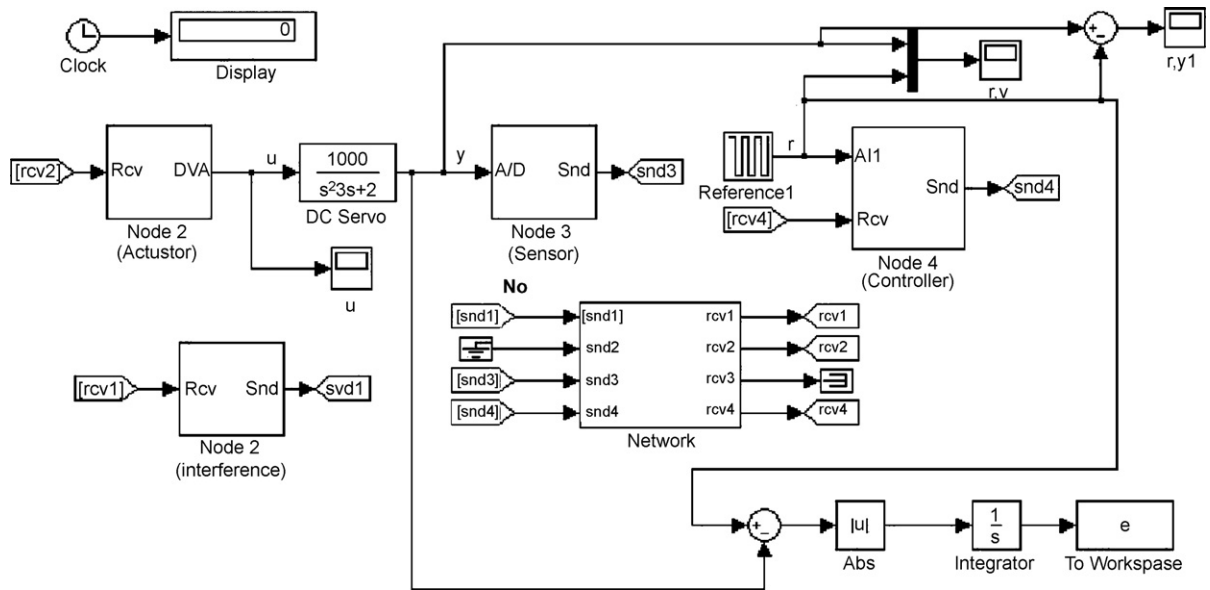 0
Clock
Display
r,y1
r,v
[rcv2]
Rcv
DVA
u
1000
s²3s+2
DC Servo
y
A/D
Snd
snd3
r
Reference1
AI1
Snd
snd4
[rcv4]
Rcv
Node 2
(Actustor)
Node 3
(Sensor)
Node 4
(Controller)
u
No
[snd1]
[snd1]
rcv1
rcv1
snd2
rcv2
rcv2
[snd3]
snd3
rcv3
[snd4]
snd4
rcv4
rcv4
Network
[rcv1]
Rcv
Snd
svd1
Node 2
(interference)
|u|
1
s
e
Abs
Integrator
To Workspase
+
-
+
-